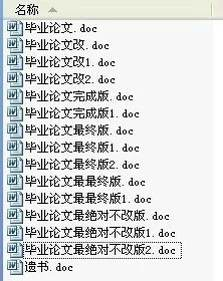 名称
毕业论文.doc
毕业论文改.doc
毕业论文改1.doc
毕业论文改2.doc
毕业论文完成版.doc
毕业论文完成版1.doc
毕业论文最终版.doc
毕业论文最终版1.doc
毕业论文最终版2.doc
毕业论文最最终版.doc
毕业论文最最终版1.doc
毕业论文最绝对不改版.doc
毕业论文最绝对不改版1.doc
毕业论文最绝对不改版2.doc
遗书.doc